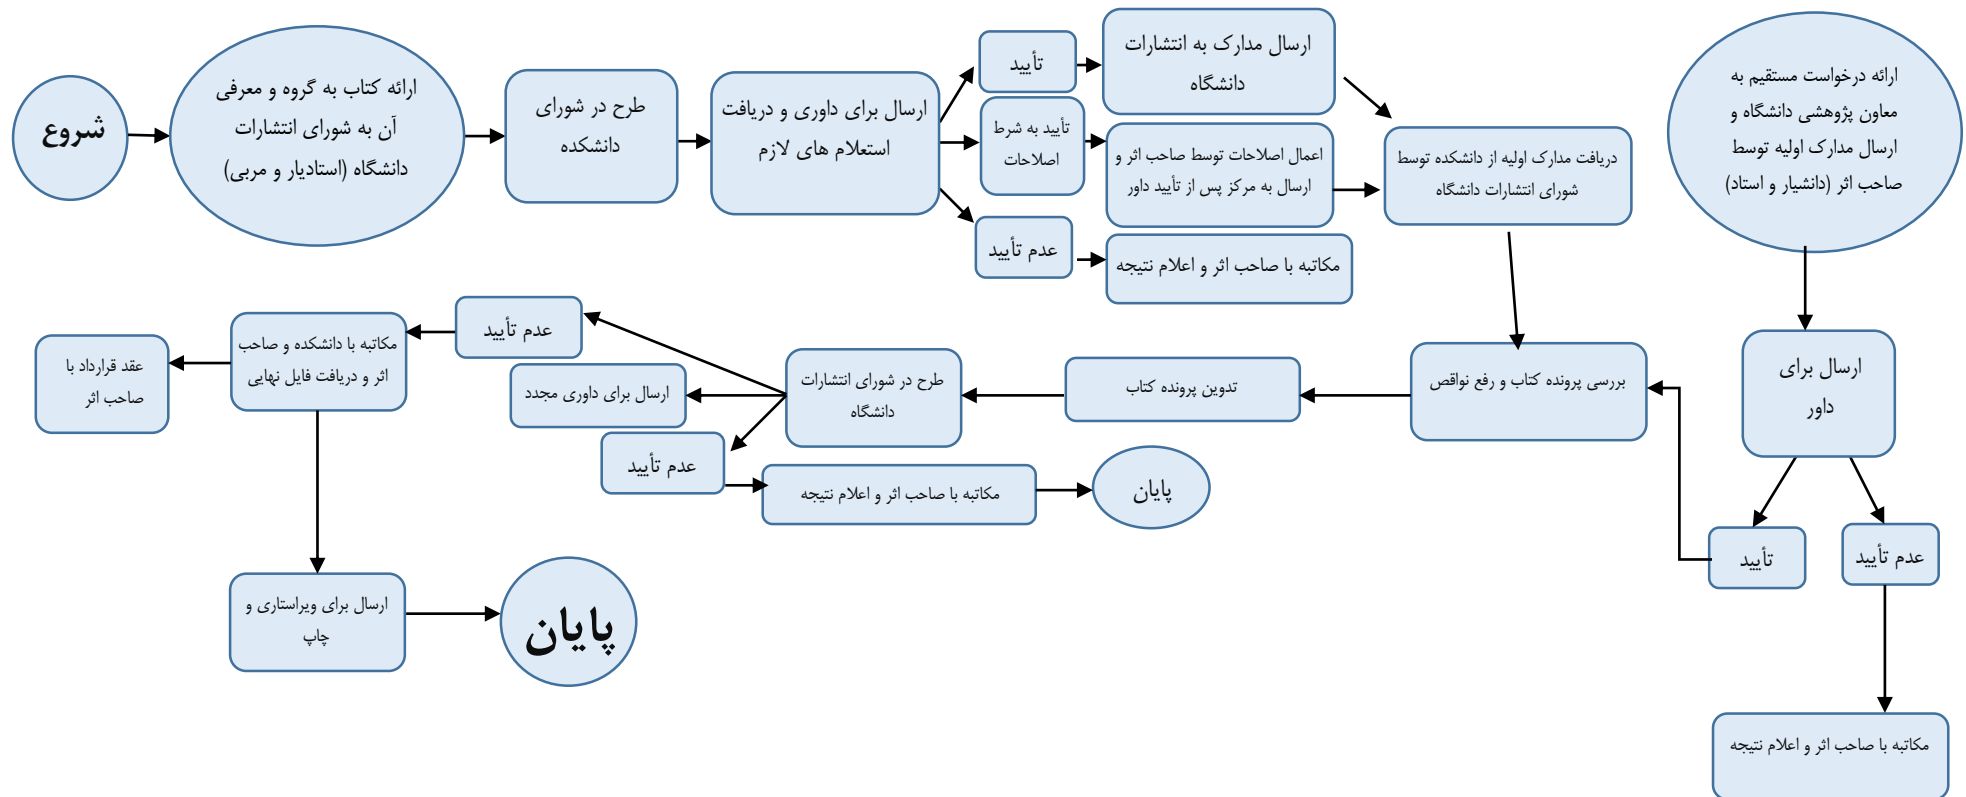 شروع
ارائه کتاب به گروه و معرفی
آن به شورای انتشارات
دانشگاه (استادیار و مربی)
طرح در شورای
دانشکده
ارسال برای داوری و دریافت
استعلام های لازم
تأیید
ارسال مدارک به انتشارات
دانشگاه
تأیید به شرط
اصلاحات
اعمال اصلاحات توسط صاحب اثر و
ارسال به مرکز پس از تأیید داور
عدم تأیید
مکاتبه با صاحب اثر و اعلام نتیجه
دریافت مدارک اولیه از دانشکده توسط
شورای انتشارات دانشگاه
ارائه درخواست مستقیم به
معاون پژوهشی دانشگاه و
ارسال مدارک اولیه توسط
صاحب اثر (دانشیار و استاد)
ارسال برای
داور
تأیید
عدم تأیید
مکاتبه با صاحب اثر و اعلام نتیجه
بررسی پرونده کتاب و رفع نواقص
تدوین پرونده کتاب
طرح در شورای انتشارات
دانشگاه
عدم تأیید
ارسال برای داوری مجدد
عدم تأیید
مکاتبه با صاحب اثر و اعلام نتیجه
پایان
مکاتبه با دانشکده و صاحب
اثر و دریافت فایل نهایی
عقد قرارداد با
صاحب اثر
ارسال برای ویراستاری و
چاپ
پایان